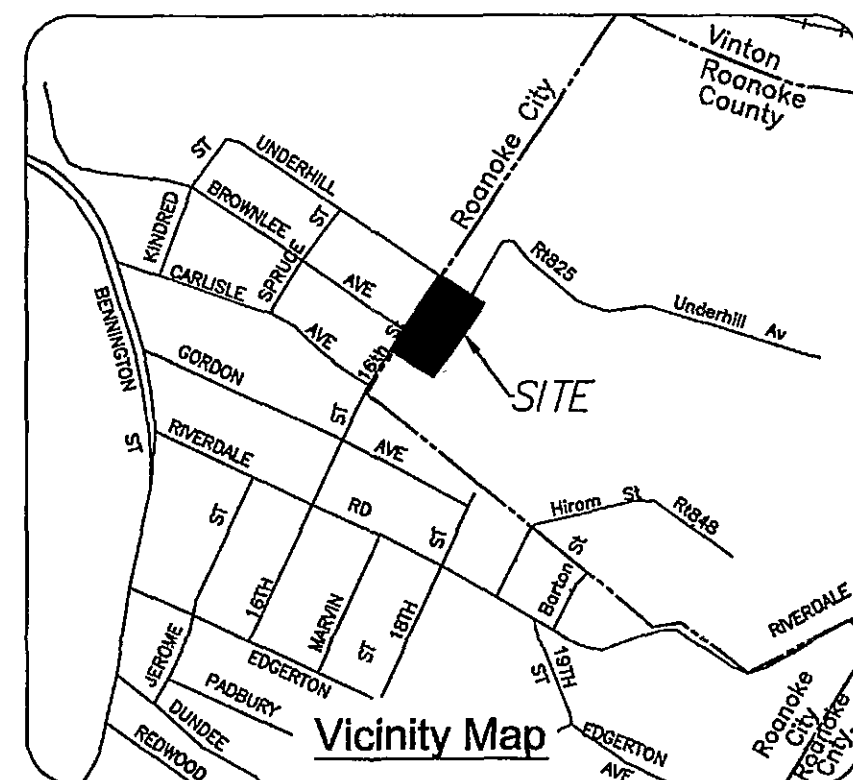 Vinton
Roanoke
County
Roanoke City
UNDERHILL
ST
BROWNLEE
AVE
KINDRED
SPRUCE
ST
CARLISLE
AVE
Rt825
Underhill Av
16th St
SITE
BENNINGTON
ST
GORDON
AVE
ST
RIVERDALE
RD
Hirom St
Rt848
ST
ST
Barton
St
16TH
MARVIN
18TH
ST
RIVERDALE
JEROME
EDGERTON
19TH
ST
PADBURY
DUNDEE
REDWOOD
EDGERTON
AVE
Roanoke
City
Roanoke
Cnty.
Vicinity Map